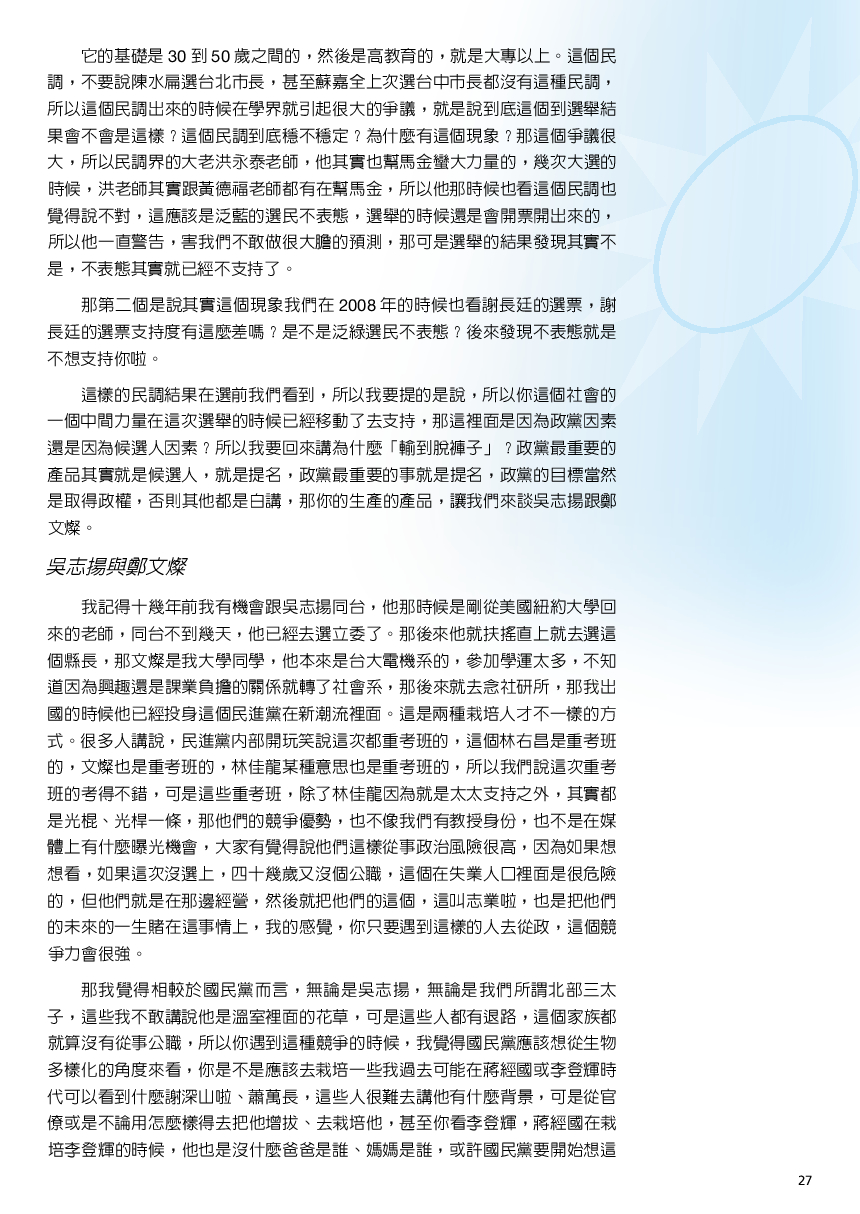 它的基礎是 30 到 50 歲之間的，然後是高教育的，就是大專以上。這個民
調，不要說陳水扁選台北市長，甚至蘇嘉全上次選台中市長都沒有這種民調，
所以這個民調出來的時候在學界就引起很大的爭議，就是說到底這個到選舉結
果會不會是這樣？這個民調到底穩不穩定？為什麼有這個現象？那這個爭議很
大，所以民調界的大老洪永泰老師，他其實也幫馬金蠻大力量的，幾次大選的
時候，洪老師其實跟黃德福老師都有在幫馬金，所以他那時候也看這個民調也
覺得說不對，這應該是泛藍的選民不表態，選舉的時候還是會開票開出來的，
所以他一直警告，害我們不敢做很大膽的預測，那可是選舉的結果發現其實不
是，不表態其實就已經不支持了。
那第二個是說其實這個現象我們在 2008 年的時候也看謝長廷的選票，謝
長廷的選票支持度有這麼差嗎？是不是泛綠選民不表態？後來發現不表態就是
不想支持你啦。
這樣的民調結果在選前我們看到，所以我要提的是說，所以你這個社會的
一個中間力量在這次選舉的時候已經移動了去支持，那這裡面是因為政黨因素
還是因為候選人因素？所以我要回來講為什麼「輸到脫褲子」？政黨最重要的
產品其實就是候選人，就是提名，政黨最重要的事就是提名，政黨的目標當然
是取得政權，否則其他都是白講，那你的生產的產品，讓我們來談吳志揚跟鄭
文燦。
吳志揚與鄭文燦
我記得十幾年前我有機會跟吳志揚同台，他那時候是剛從美國紐約大學回
來的老師，同台不到幾天，他已經去選立委了。那後來他就扶搖直上就去選這
個縣長，那文燦是我大學同學，他本來是台大電機系的，參加學運太多，不知
道因為興趣還是課業負擔的關係就轉了社會系，那後來就去念社研所，那我出
國的時候他已經投身這個民進黨在新潮流裡面。這是兩種栽培人才不一樣的方
式。很多人講說，民進黨內部開玩笑說這次都重考班的，這個林右昌是重考班
的，文燦也是重考班的，林佳龍某種意思也是重考班的，所以我們說這次重考
班的考得不錯，可是這些重考班，除了林佳龍因為就是太太支持之外，其實都
是光棍、光桿一條，那他們的競爭優勢，也不像我們有教授身份，也不是在媒
體上有什麼曝光機會，大家有覺得說他們這樣從事政治風險很高，因為如果想
想看，如果這次沒選上，四十幾歲又沒個公職，這個在失業人口裡面是很危險
的，但他們就是在那邊經營，然後就把他們的這個，這叫志業啦，也是把他們
的未來的一生賭在這事情上，我的感覺，你只要遇到這樣的人去從政，這個競
爭力會很強。
那我覺得相較於國民黨而言，無論是吳志揚，無論是我們所謂北部三太
子，這些我不敢講說他是溫室裡面的花草，可是這些人都有退路，這個家族都
就算沒有從事公職，所以你遇到這種競爭的時候，我覺得國民黨應該想從生物
多樣化的角度來看，你是不是應該去栽培一些我過去可能在蔣經國或李登輝時
代可以看到什麼謝深山啦、蕭萬長，這些人很難去講他有什麼背景，可是從官
僚或是不論用怎麼樣得去把他增拔、去栽培他，甚至你看李登輝，蔣經國在栽
培李登輝的時候，他也是沒什麼爸爸是誰、媽媽是誰，或許國民黨要開始想這
27